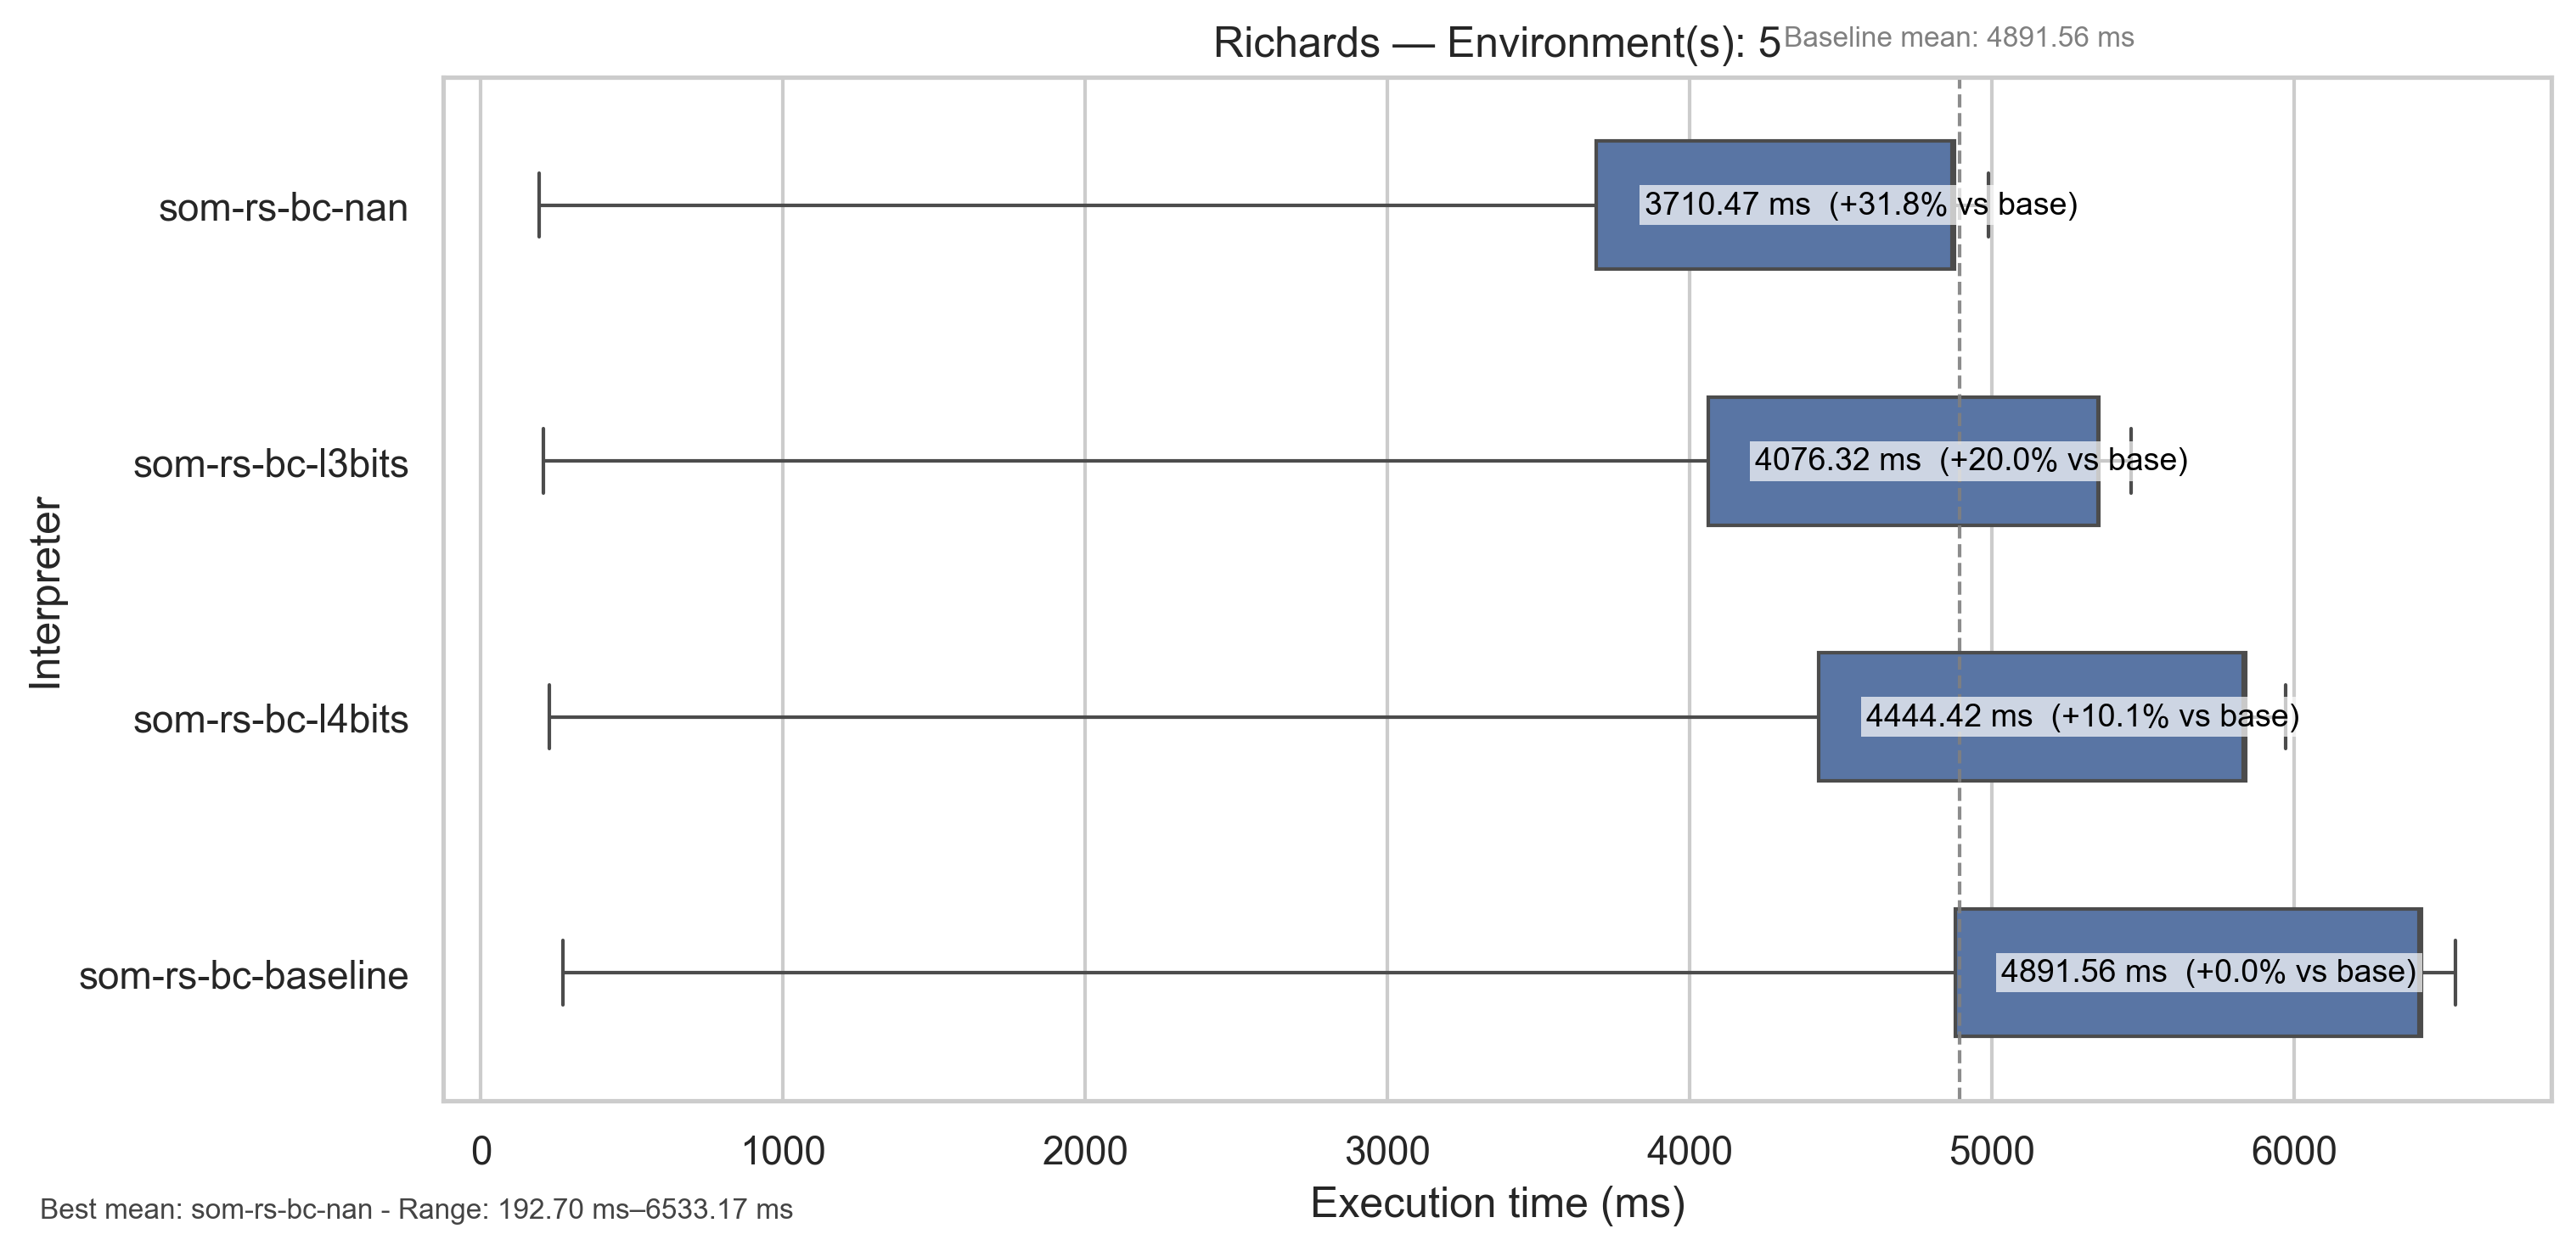 Richards — Environment(s): 5
Baseline mean: 4891.56 ms
Interpreter
som-rs-bc-nan
3710.47 ms (+31.8% vs base)
som-rs-bc-l3bits
4076.32 ms (+20.0% vs base)
som-rs-bc-l4bits
4444.42 ms (+10.1% vs base)
som-rs-bc-baseline
4891.56 ms (+0.0% vs base)
0 1000 2000 3000 4000 5000 6000
Execution time (ms)
Best mean: som-rs-bc-nan - Range: 192.70 ms–6533.17 ms